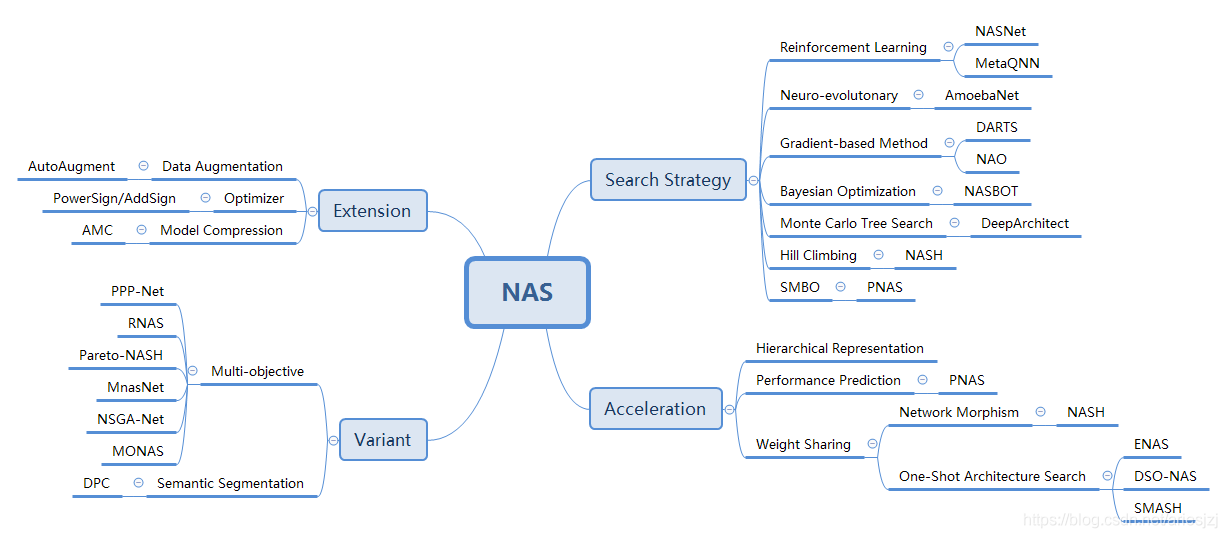 NAS
Search Strategy
Reinforcement Learning
NASNet
MetaQNN
Neuro-evolutonary
AmoebaNet
Gradient-based Method
DARTS
NAO
Bayesian Optimization
NASBOT
Monte Carlo Tree Search
DeepArchitect
Hill Climbing
NASH
SMBO
PNAS
Acceleration
Hierarchical Representation
Performance Prediction
PNAS
Weight Sharing
Network Morphism
NASH
One-Shot Architecture Search
ENAS
DSO-NAS
SMASH
Extension
Data Augmentation
AutoAugment
Optimizer
PowerSign/AddSign
Model Compression
AMC
Variant
Multi-objective
PPP-Net
RNAS
Pareto-NASH
MnasNet
NSGA-Net
MONAS
Semantic Segmentation
DPC